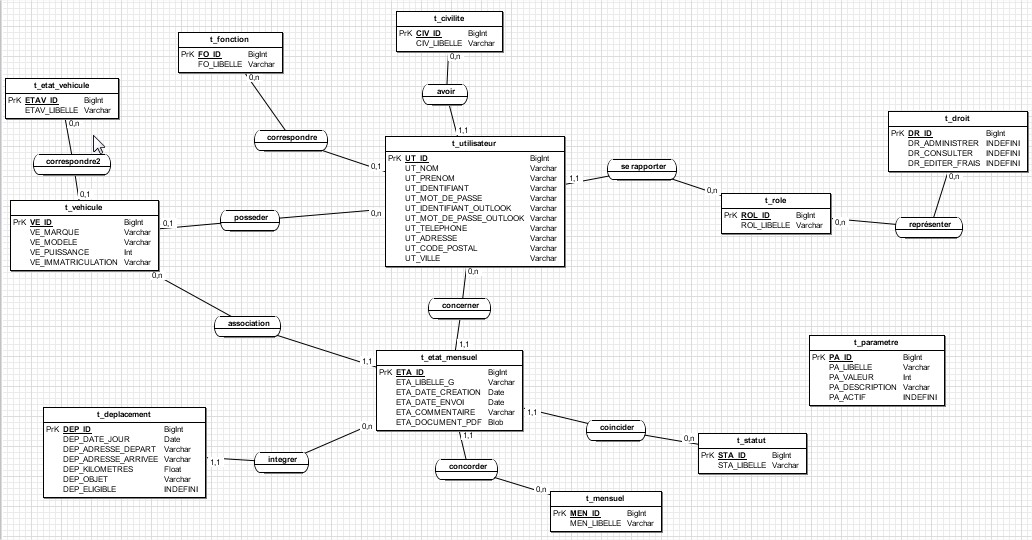 t_civilite
PrK CIV_ID BigInt
CIV_LIBELLE Varchar
0,n
avoir
1,1
t_fonction
PrK FO_ID BigInt
FO_LIBELLE Varchar
0,n
correspondre
0,1
t_etat_vehicule
PrK ETAV_ID BigInt
ETAV_LIBELLE Varchar
0,n
correspondre2
0,1
t_vehicule
PrK VE_ID BigInt
VE_MARQUE Varchar
VE_MODELE Varchar
VE_PUISSANCE Int
VE_IMMATRICULATION Varchar
0,1
posseder
0,n
t_utilisateur
PrK UT_ID BigInt
UT_NOM Varchar
UT_PRENOM Varchar
UT_IDENTIFIANT Varchar
UT_MOT_DE_PASSE Varchar
UT_IDENTIFIANT_OUTLOOK Varchar
UT_MOT_DE_PASSE_OUTLOOK Varchar
UT_TELEPHONE Varchar
UT_ADRESSE Varchar
UT_CODE_POSTAL Varchar
UT_VILLE Varchar
1,1
se rapporter
0,n
t_role
PrK ROL_ID BigInt
ROL_LIBELLE Varchar
0,n
représenter
0,n
t_droit
PrK DR_ID BigInt
DR_ADMINISTRER INDEFINI
DR_CONSULTER INDEFINI
DR_EDITER_FRAIS INDEFINI
0,n
concerner
1,1
0,n
association
1,1
t_etat_mensuel
PrK ETA_ID BigInt
ETA_LIBELLE_G Varchar
ETA_DATE_CREATION Date
ETA_DATE_ENVOI Date
ETA_COMMENTAIRE Varchar
ETA_DOCUMENT_PDF Blob
t_parametre
PrK PA_ID BigInt
PA_LIBELLE Varchar
PA_VALEUR Int
PA_DESCRIPTION Varchar
PA_ACTIF INDEFINI
t_deplacement
PrK DEP_ID BigInt
DEP_DATE_JOUR Date
DEP_ADRESSE_DEPART Varchar
DEP_ADRESSE_ARRIVEE Varchar
DEP_KILOMETRES Float
DEP_OBJET Varchar
DEP_ELIGIBLE INDEFINI
1,1
integrer
0,n
1,1
coincider
0,n
t_statut
PrK STA_ID BigInt
STA_LIBELLE Varchar
1,1
concorder
0,n
t_mensuel
PrK MEN_ID BigInt
MEN_LIBELLE Varchar